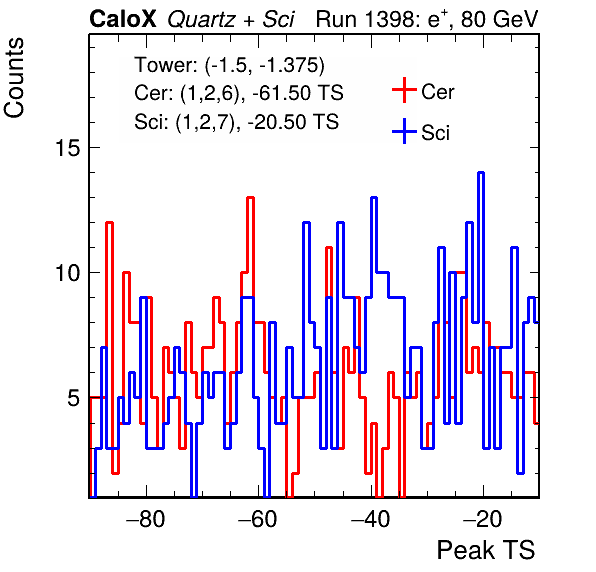 CaloX Quartz + Sci Run 1398: e+, 80 GeV
Tower: (-1.5, -1.375)
Cer: (1,2,6), -61.50 TS
Sci: (1,2,7), -20.50 TS
Cer
Sci
Counts
15
10
5
−80 −60 −40 −20
Peak TS